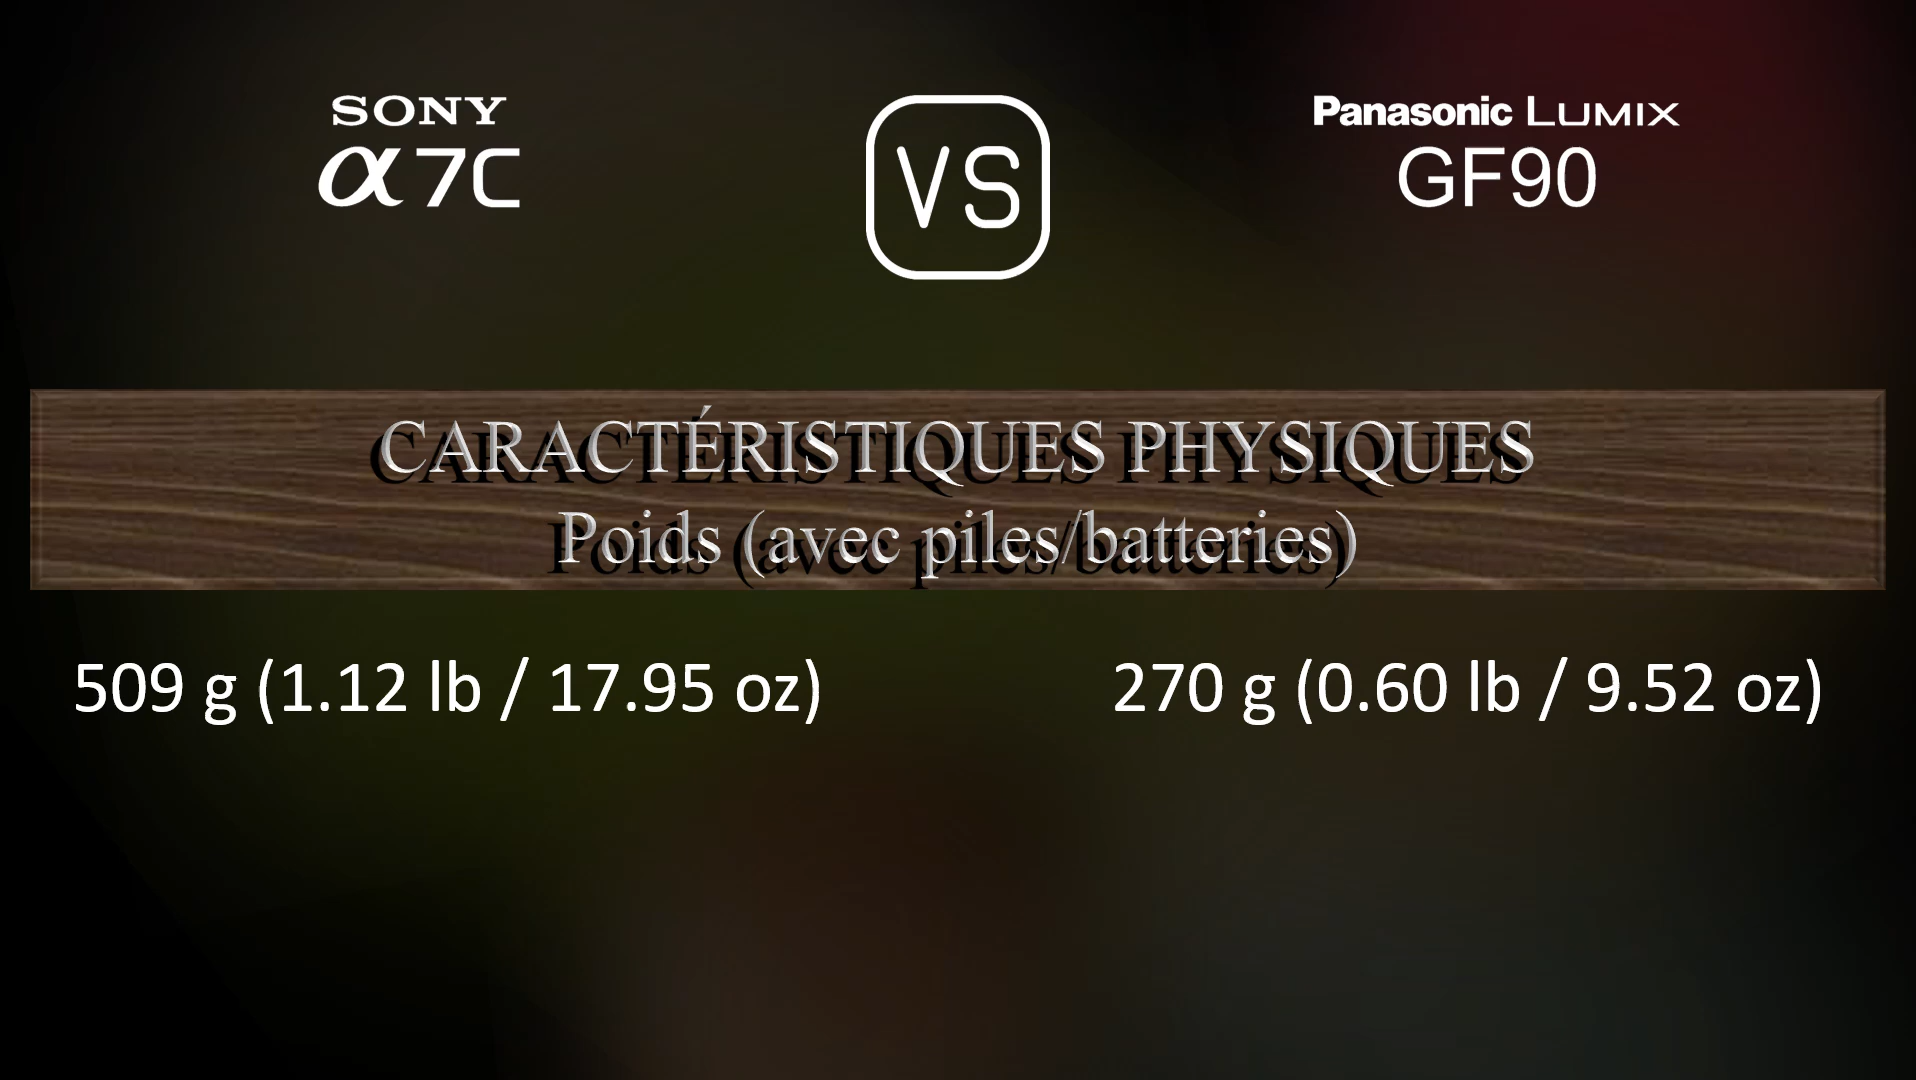 SONY
α7C
VS
Panasonic LUMIX
GF90
CARACTÉRISTIQUES PHYSIQUES
Poids (avec piles/batteries)
509 g (1.12 lb / 17.95 oz)
270 g (0.60 lb / 9.52 oz)